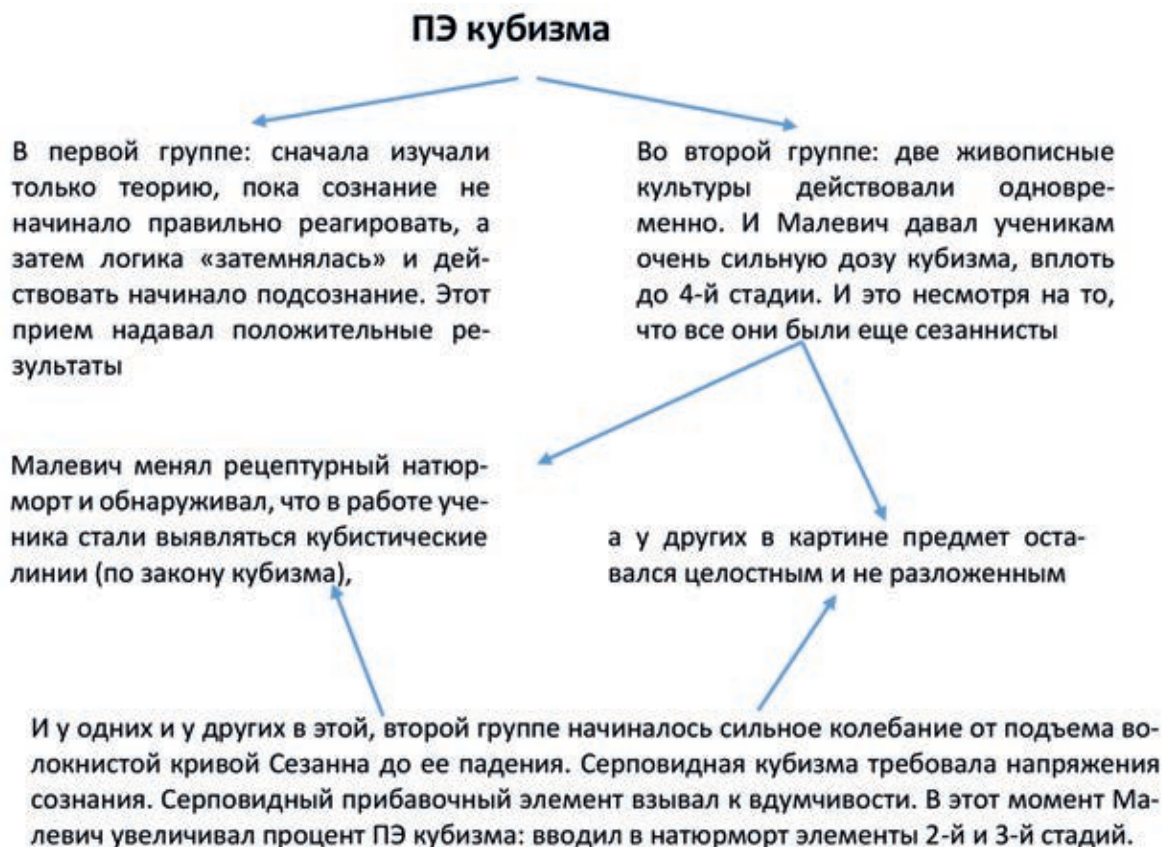 ПЭ кубизма
В первой группе: сначала изучали
только теорию, пока сознание не
начинало правильно реагировать, а
затем логика «затемнялась» и дей-
ствовать начинало подсознание. Этот
прием надавал положительные ре-
зультаты
Во второй группе: две живописные
культуры действовали одновре-
менно. И Малевич давал ученикам
очень сильную дозу кубизма, вплоть
до 4-й стадии. И это несмотря на то,
что все они были еще сезаннисты
Малевич менял рецептурный натюр-
морт и обнаруживал, что в работе уче-
ника стали выявляться кубистические
линии (по закону кубизма),
а у других в картине предмет оста-
вался целостным и не разложенным
И у одних и у других в этой, второй группе начиналось сильное колебание от подъема во-
локнистой кривой Сезанна до ее падения. Серповидная кубизма требовала напряжения
сознания. Серповидный прибавочный элемент взывал к вдумчивости. В этот момент Ма-
левич увеличивал процент ПЭ кубизма: вводил в натюрморт элементы 2-й и 3-й стадий.